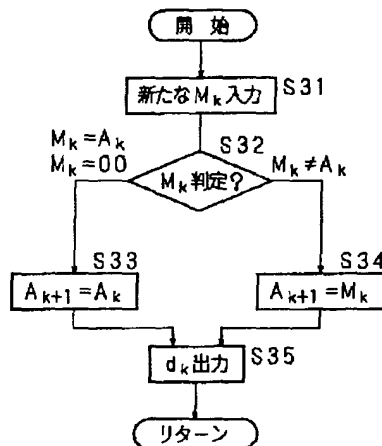 開始
新たなMk入力 S31
S32
Mk=Ak
Mk=00
Mk≠Ak
Mk判定?
S33
Ak+1=Ak
S34
Ak+1=Mk
dk出力 S35
リターン